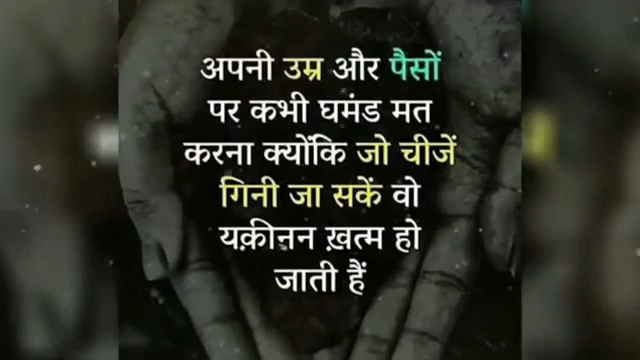 अपनी उम्र और पैसों
पर कभी घमंड मत
करना क्योंकि जो चीजें
गिनी जा सकें वो
यक़ीनन ख़त्म हो
जाती हैं